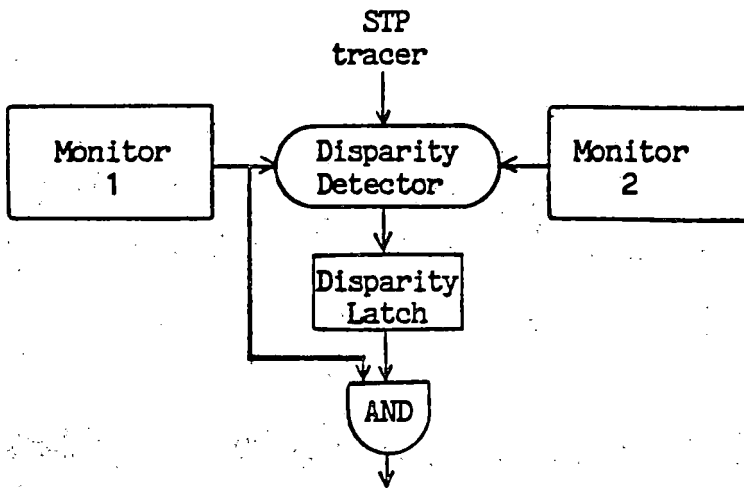 STP
tracer
Monitor
1
Disparity
Detector
Monitor
2
Disparity
Latch
AND